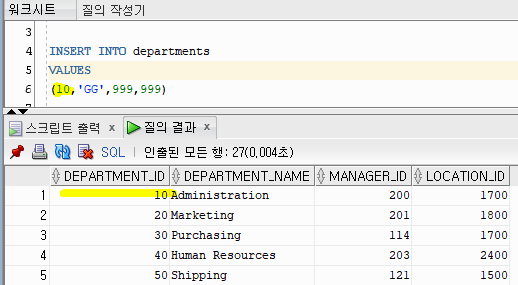 워크시트 질의 작성기
3
4 INSERT INTO departments
5 VALUES
6 (10,'GG',999,999)
스크립트 출력 x 질의 결과 x
SQL | 인출된 모든 행: 27(0,004초)
DEPARTMENT_ID DEPARTMENT_NAME MANAGER_ID LOCATION_ID
1 10 Administration 200 1700
2 20 Marketing 201 1800
3 30 Purchasing 114 1700
4 40 Human Resources 203 2400
5 50 Shipping 121 1500